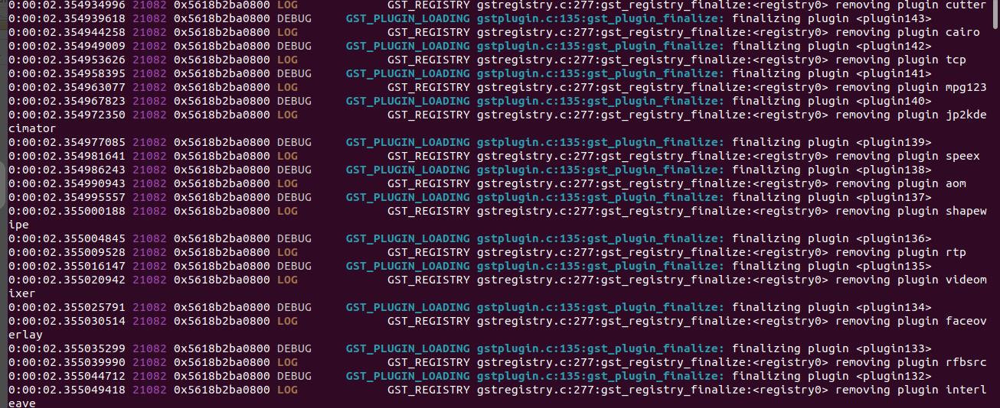 0:00:02.354934996 21082 0x5618b2ba0800 LOG GST_REGISTRY gstregistry.c:277:gst_registry_finalize:<registry0> removing plugin cutter
0:00:02.354939618 21082 0x5618b2ba0800 DEBUG GST_PLUGIN_LOADING gstplugin.c:135:gst_plugin_finalize: finalizing plugin <plugin143>
0:00:02.354944258 21082 0x5618b2ba0800 LOG GST_REGISTRY gstregistry.c:277:gst_registry_finalize:<registry0> removing plugin cairo
0:00:02.354949009 21082 0x5618b2ba0800 DEBUG GST_PLUGIN_LOADING gstplugin.c:135:gst_plugin_finalize: finalizing plugin <plugin142>
0:00:02.354953626 21082 0x5618b2ba0800 LOG GST_REGISTRY gstregistry.c:277:gst_registry_finalize:<registry0> removing plugin tcp
0:00:02.354958395 21082 0x5618b2ba0800 DEBUG GST_PLUGIN_LOADING gstplugin.c:135:gst_plugin_finalize: finalizing plugin <plugin141>
0:00:02.354963077 21082 0x5618b2ba0800 LOG GST_REGISTRY gstregistry.c:277:gst_registry_finalize:<registry0> removing plugin mpg123
0:00:02.354967823 21082 0x5618b2ba0800 DEBUG GST_PLUGIN_LOADING gstplugin.c:135:gst_plugin_finalize: finalizing plugin <plugin140>
0:00:02.354972350 21082 0x5618b2ba0800 LOG GST_REGISTRY gstregistry.c:277:gst_registry_finalize:<registry0> removing plugin jp2kde
cimator
0:00:02.354977085 21082 0x5618b2ba0800 DEBUG GST_PLUGIN_LOADING gstplugin.c:135:gst_plugin_finalize: finalizing plugin <plugin139>
0:00:02.354981641 21082 0x5618b2ba0800 LOG GST_REGISTRY gstregistry.c:277:gst_registry_finalize:<registry0> removing plugin speex
0:00:02.354986243 21082 0x5618b2ba0800 DEBUG GST_PLUGIN_LOADING gstplugin.c:135:gst_plugin_finalize: finalizing plugin <plugin138>
0:00:02.354990943 21082 0x5618b2ba0800 LOG GST_REGISTRY gstregistry.c:277:gst_registry_finalize:<registry0> removing plugin aom
0:00:02.354995557 21082 0x5618b2ba0800 DEBUG GST_PLUGIN_LOADING gstplugin.c:135:gst_plugin_finalize: finalizing plugin <plugin137>
0:00:02.355000188 21082 0x5618b2ba0800 LOG GST_REGISTRY gstregistry.c:277:gst_registry_finalize:<registry0> removing plugin shapew
ipe
0:00:02.355004845 21082 0x5618b2ba0800 DEBUG GST_PLUGIN_LOADING gstplugin.c:135:gst_plugin_finalize: finalizing plugin <plugin136>
0:00:02.355009528 21082 0x5618b2ba0800 LOG GST_REGISTRY gstregistry.c:277:gst_registry_finalize:<registry0> removing plugin rtp
0:00:02.355016147 21082 0x5618b2ba0800 DEBUG GST_PLUGIN_LOADING gstplugin.c:135:gst_plugin_finalize: finalizing plugin <plugin135>
0:00:02.355020942 21082 0x5618b2ba0800 LOG GST_REGISTRY gstregistry.c:277:gst_registry_finalize:<registry0> removing plugin videom
ixer
0:00:02.355025791 21082 0x5618b2ba0800 DEBUG GST_PLUGIN_LOADING gstplugin.c:135:gst_plugin_finalize: finalizing plugin <plugin134>
0:00:02.355030514 21082 0x5618b2ba0800 LOG GST_REGISTRY gstregistry.c:277:gst_registry_finalize:<registry0> removing plugin faceov
erlay
0:00:02.355035299 21082 0x5618b2ba0800 DEBUG GST_PLUGIN_LOADING gstplugin.c:135:gst_plugin_finalize: finalizing plugin <plugin133>
0:00:02.355039990 21082 0x5618b2ba0800 LOG GST_REGISTRY gstregistry.c:277:gst_registry_finalize:<registry0> removing plugin rfbsrc
0:00:02.355044712 21082 0x5618b2ba0800 DEBUG GST_PLUGIN_LOADING gstplugin.c:135:gst_plugin_finalize: finalizing plugin <plugin132>
0:00:02.355049418 21082 0x5618b2ba0800 LOG GST_REGISTRY gstregistry.c:277:gst_registry_finalize:<registry0> removing plugin interl
eave